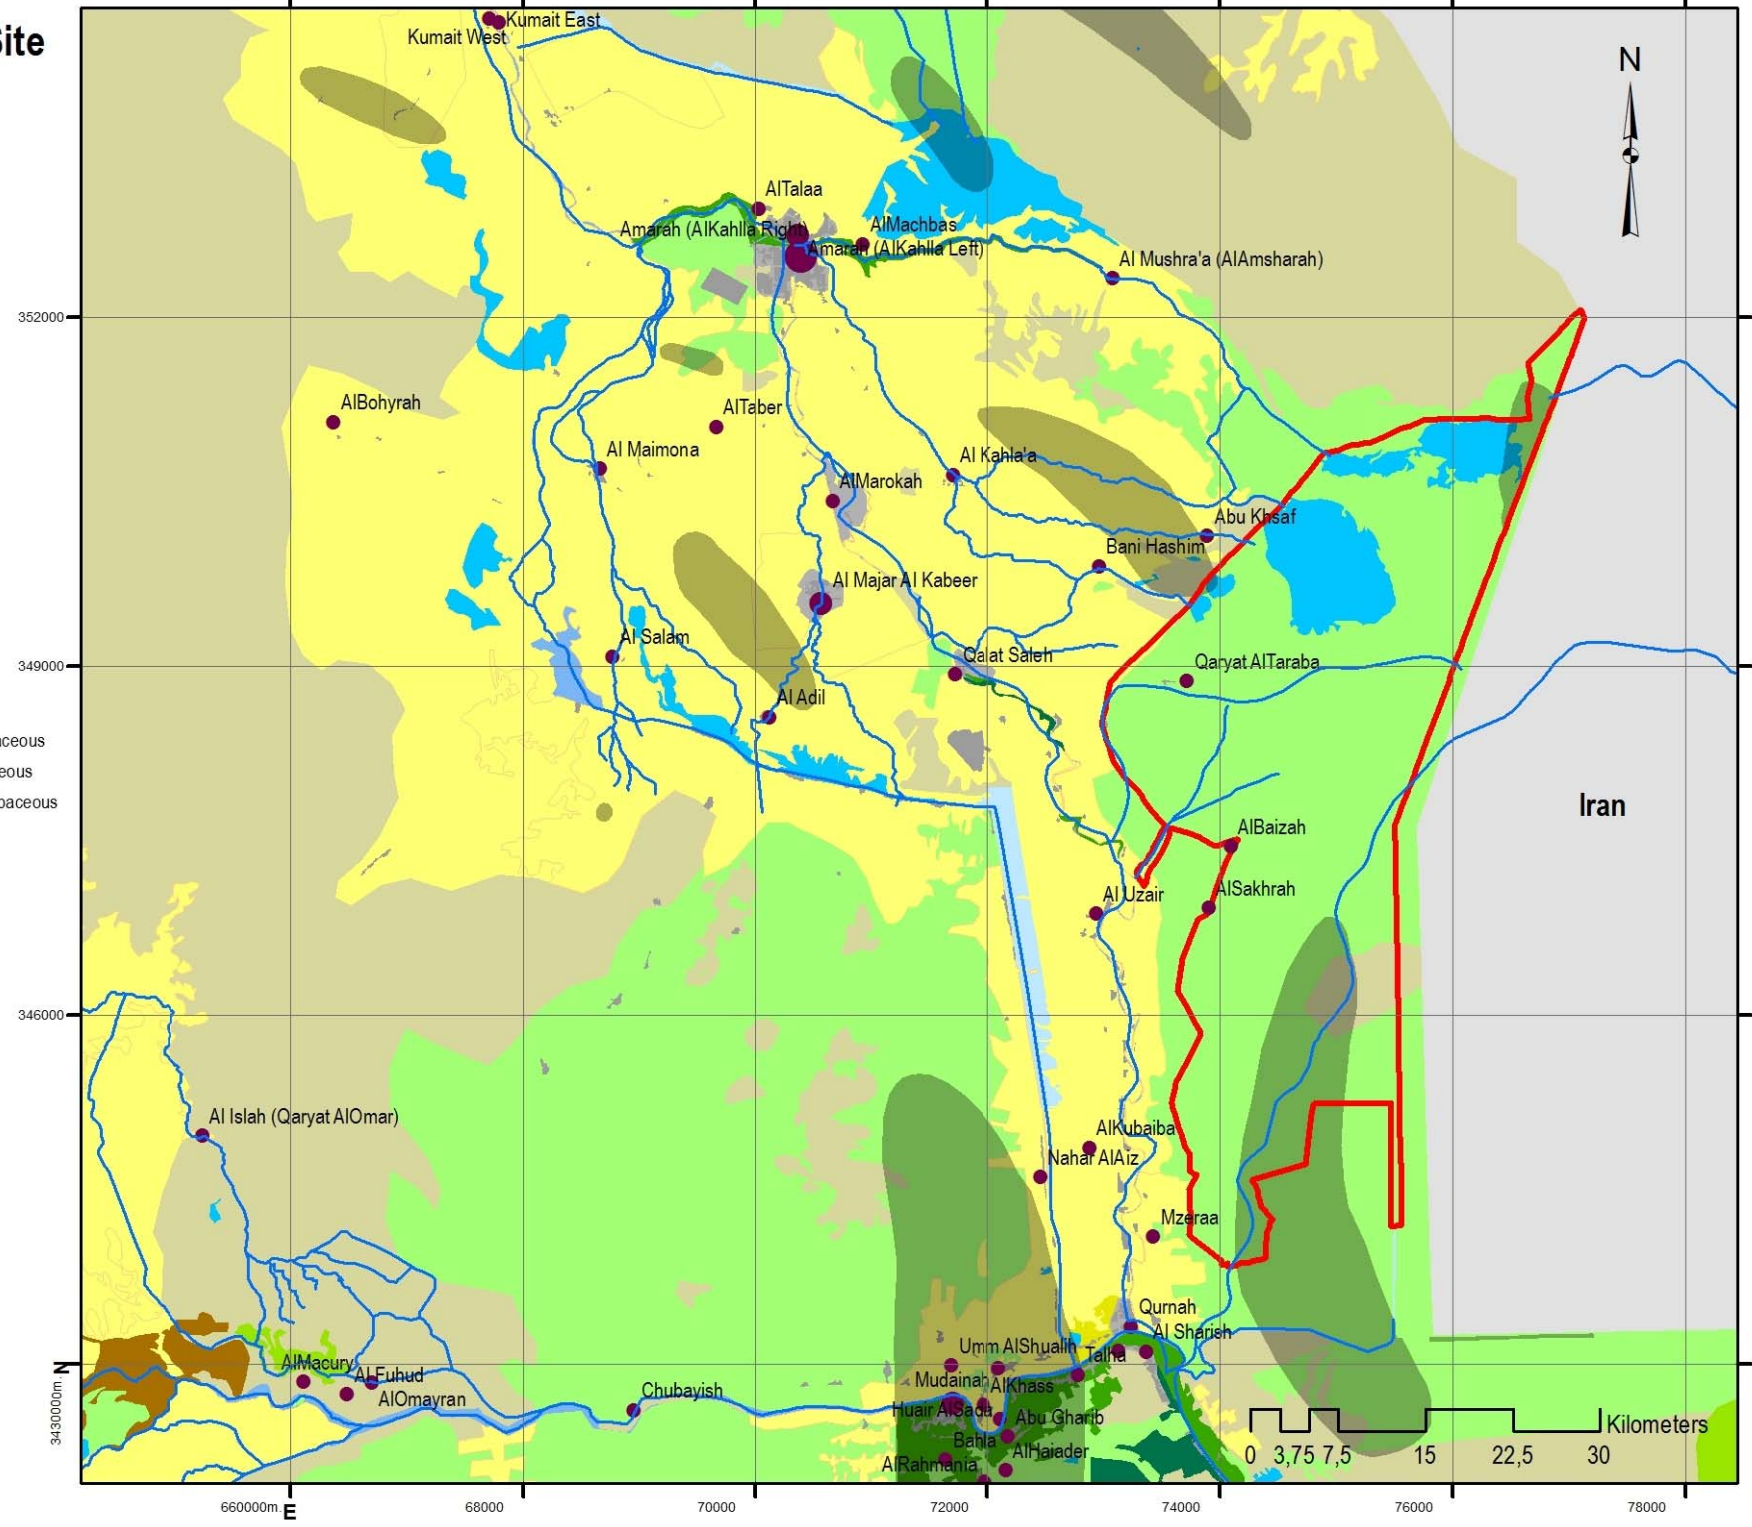 Kumait East
Site
Kumait West
N
AlTalaa
Amarah (AlKahlla Right)
AlMachbas
Amarah (AlKahlla Left)
Al Mushra'a (AlAmsharah)
352000
AlBohyrah
AlTaber
Al Maimona
Al Kahla'a
AlMarokah
Abu Khsaf
Bani Hashim
Al Majar Al Kabeer
Al Salam
Qalat Saleh
Qaryat AlTaraba
349000
Al Adil
aceous
eous
baceous
Iran
AlBaizah
Al Uzair
AlSakhrah
346000
Al Islah (Qaryat AlOmar)
AlKubaiba
Nahar AlAiz
Mzeraa
Qurnah
Al Sharish
Umm AlShualih
Talha
AlMacury
Al Fuhud
Mudainah
AlKhass
AlOmayran
Chubayish
Huair AlSada
Abu Gharib
Bahla
AlHaiader
AlRahmania
Kilometers
0 3,75 7,5 15 22,5 30
3430000m. N
660000m. E
68000
70000
72000
74000
76000
78000